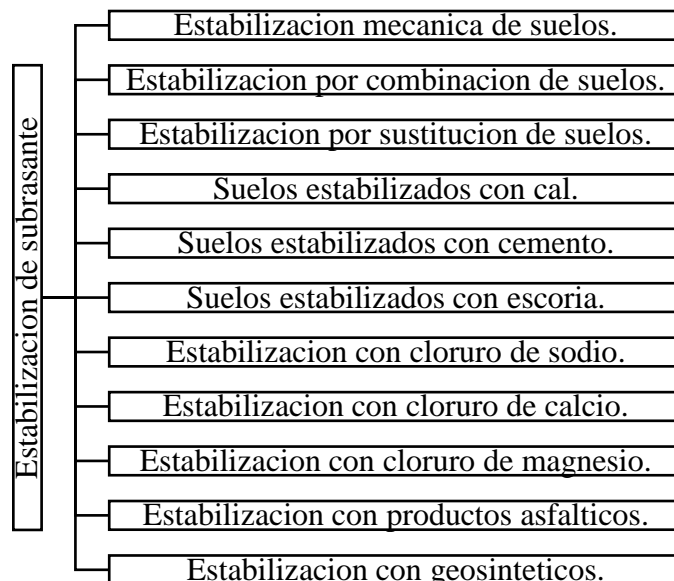 Estabilizacion de subrasante
Estabilizacion mecanica de suelos.
Estabilizacion por combinacion de suelos.
Estabilizacion por sustitucion de suelos.
Suelos estabilizados con cal.
Suelos estabilizados con cemento.
Suelos estabilizados con escoria.
Estabilizacion con cloruro de sodio.
Estabilizacion con cloruro de calcio.
Estabilizacion con cloruro de magnesio.
Estabilizacion con productos asfalticos.
Estabilizacion con geosinteticos.